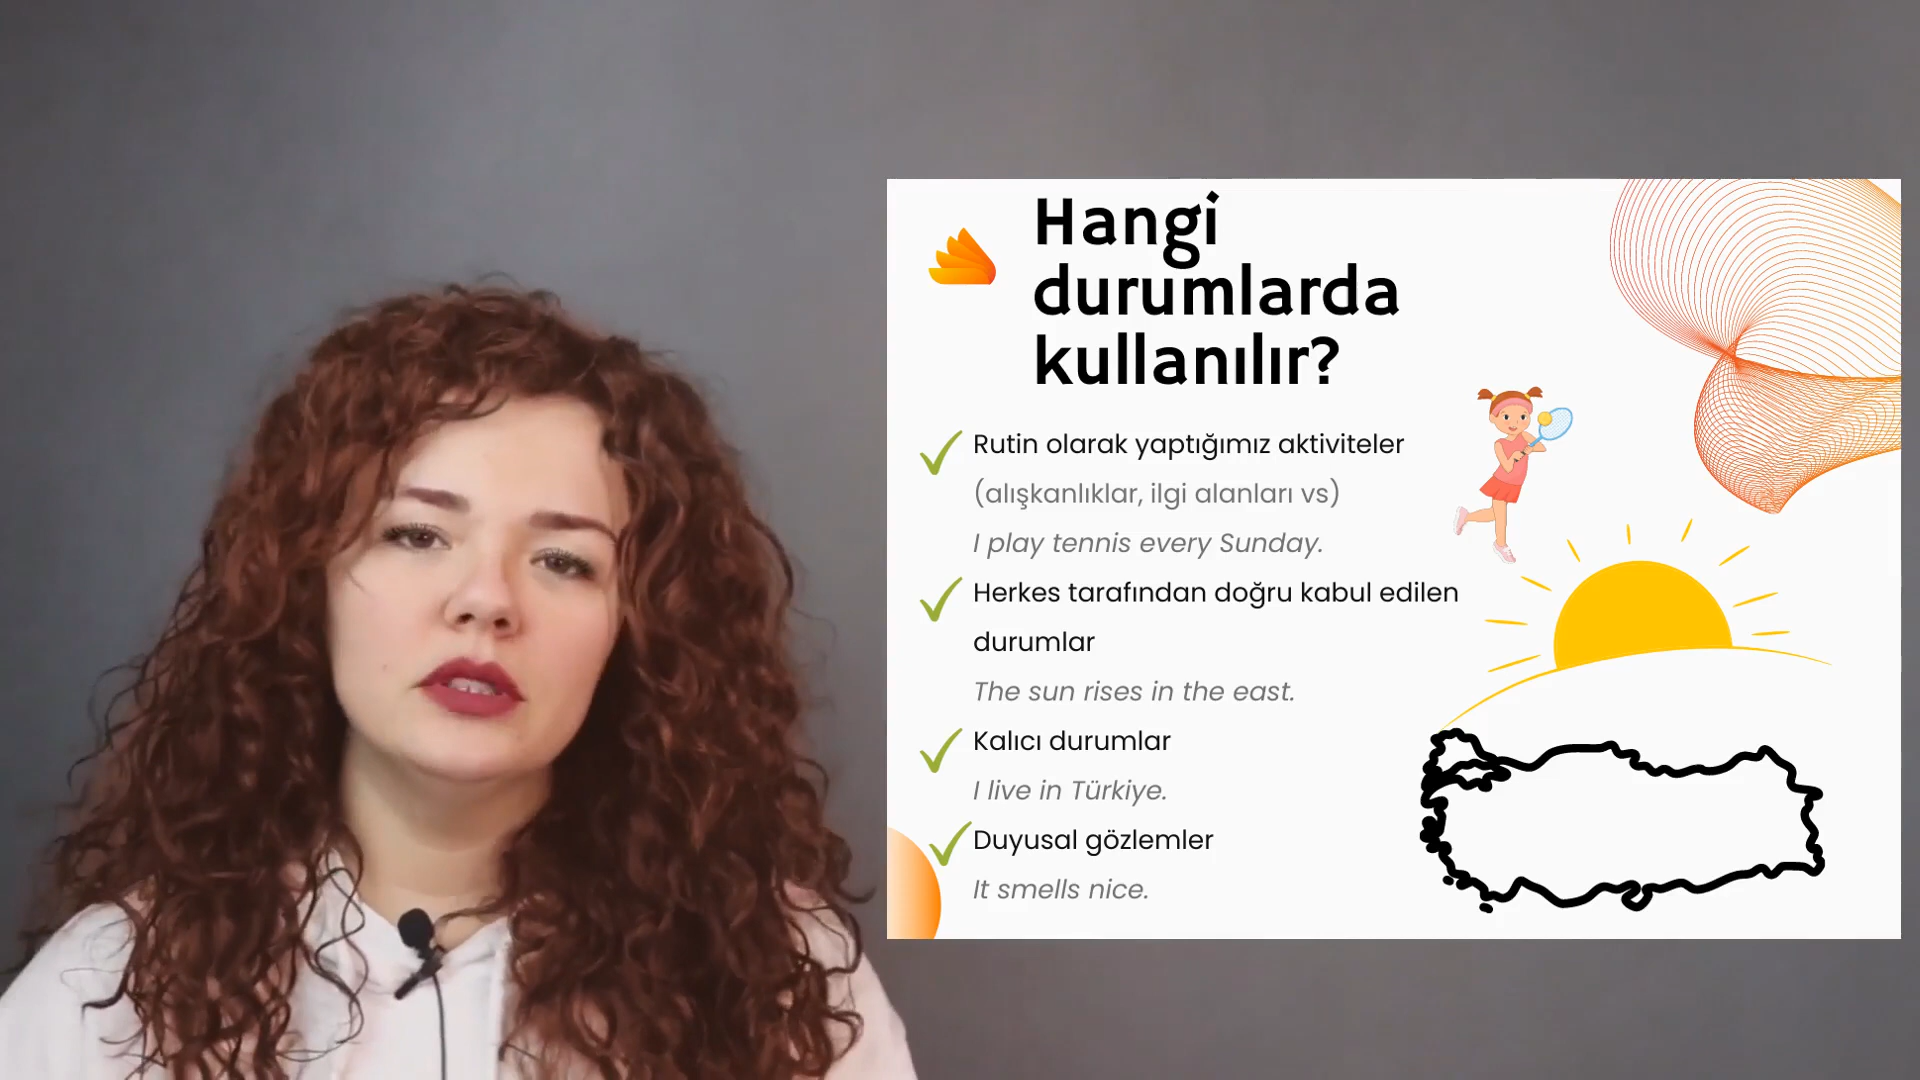 Hangi
durumlarda
kullanılır?
Rutin olarak yaptığımız aktiviteler
(alışkanlıklar, ilgi alanları vs)
I play tennis every Sunday.
Herkes tarafından doğru kabul edilen
durumlar
The sun rises in the east.
Kalıcı durumlar
I live in Türkiye.
Duyusal gözlemler
It smells nice.